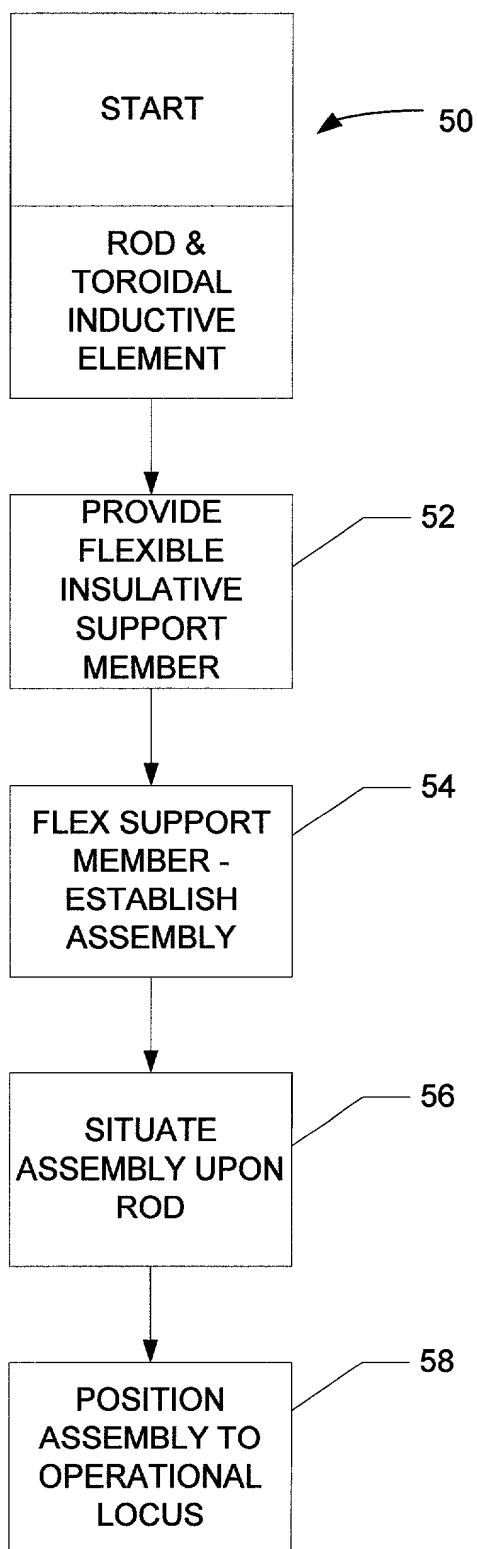 START
50
ROD &
TOROIDAL
INDUCTIVE
ELEMENT
PROVIDE
FLEXIBLE
INSULATIVE
SUPPORT
MEMBER
52
FLEX SUPPORT
MEMBER -
ESTABLISH
ASSEMBLY
54
SITUATE
ASSEMBLY UPON
ROD
56
POSITION
ASSEMBLY TO
OPERATIONAL
LOCUS
58